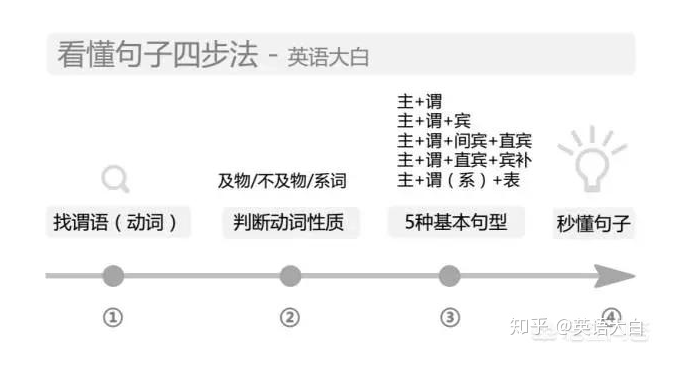 看懂句子四步法 - 英语大白
主+谓
主+谓+宾
主+谓+间宾+直宾
主+谓+直宾+宾补
主+谓（系）+表
及物/不及物/系词
找谓语（动词）
判断动词性质
5种基本句型
秒懂句子
①
②
③
④
知乎 @英语大白